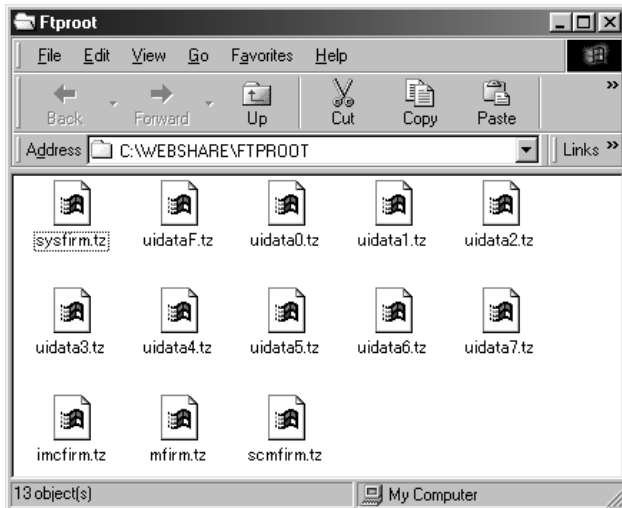 Ftproot
File Edit View Go Favorites Help
Back Forward Up Cut Copy Paste »
Address C:\WEBSHARE\FTPROOT Links »
sysfirm.tz uidataF.tz uidata0.tz uidata1.tz uidata2.tz
uidata3.tz uidata4.tz uidata5.tz uidata6.tz uidata7.tz
imcfirm.tz mfirm.tz scmfirm.tz
13 object(s) My Computer